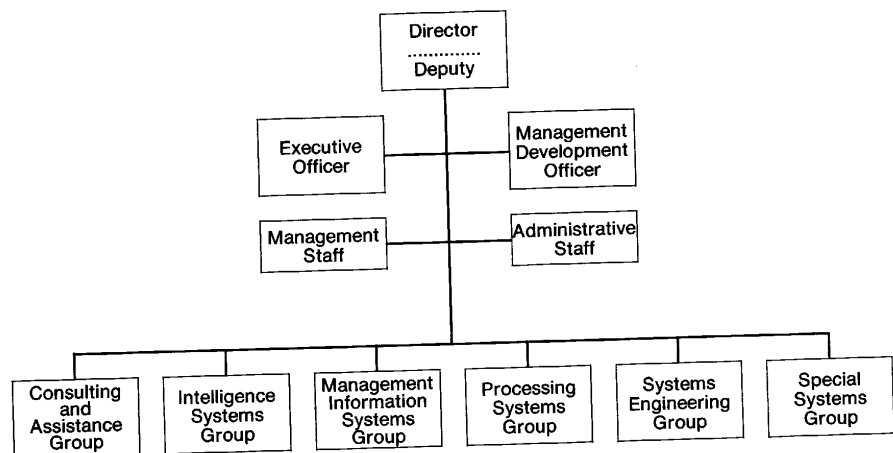 Director
Deputy
Executive
Officer
Management
Development
Officer
Management
Staff
Administrative
Staff
Consulting
and
Assistance
Group
Intelligence
Systems
Group
Management
Information
Systems
Group
Processing
Systems
Group
Systems
Engineering
Group
Special
Systems
Group